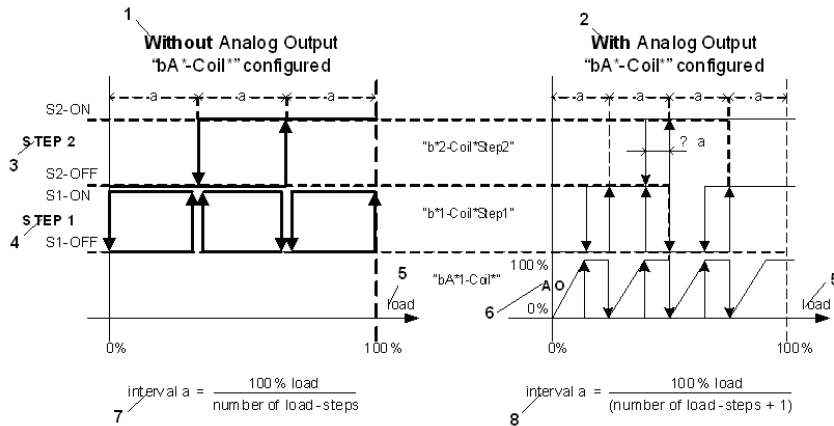 1
Without Analog Output
"bA*-Coil*" configured
2
With Analog Output
"bA*-Coil*" configured
a a a
a a a a
S2-ON
STEP 2
3
S2-OFF
S1-ON
STEP 1
4
S1-OFF
"b*2-Coil*Step2"
? a
"b*1-Coil*Step1"
"bA*1-Coil*"
100%
AO
6
0%
5
load
5
load
0%
100%
0%
100%
interval a = 100% load
number of load-steps
7
interval a = 100% load
(number of load-steps + 1)
8